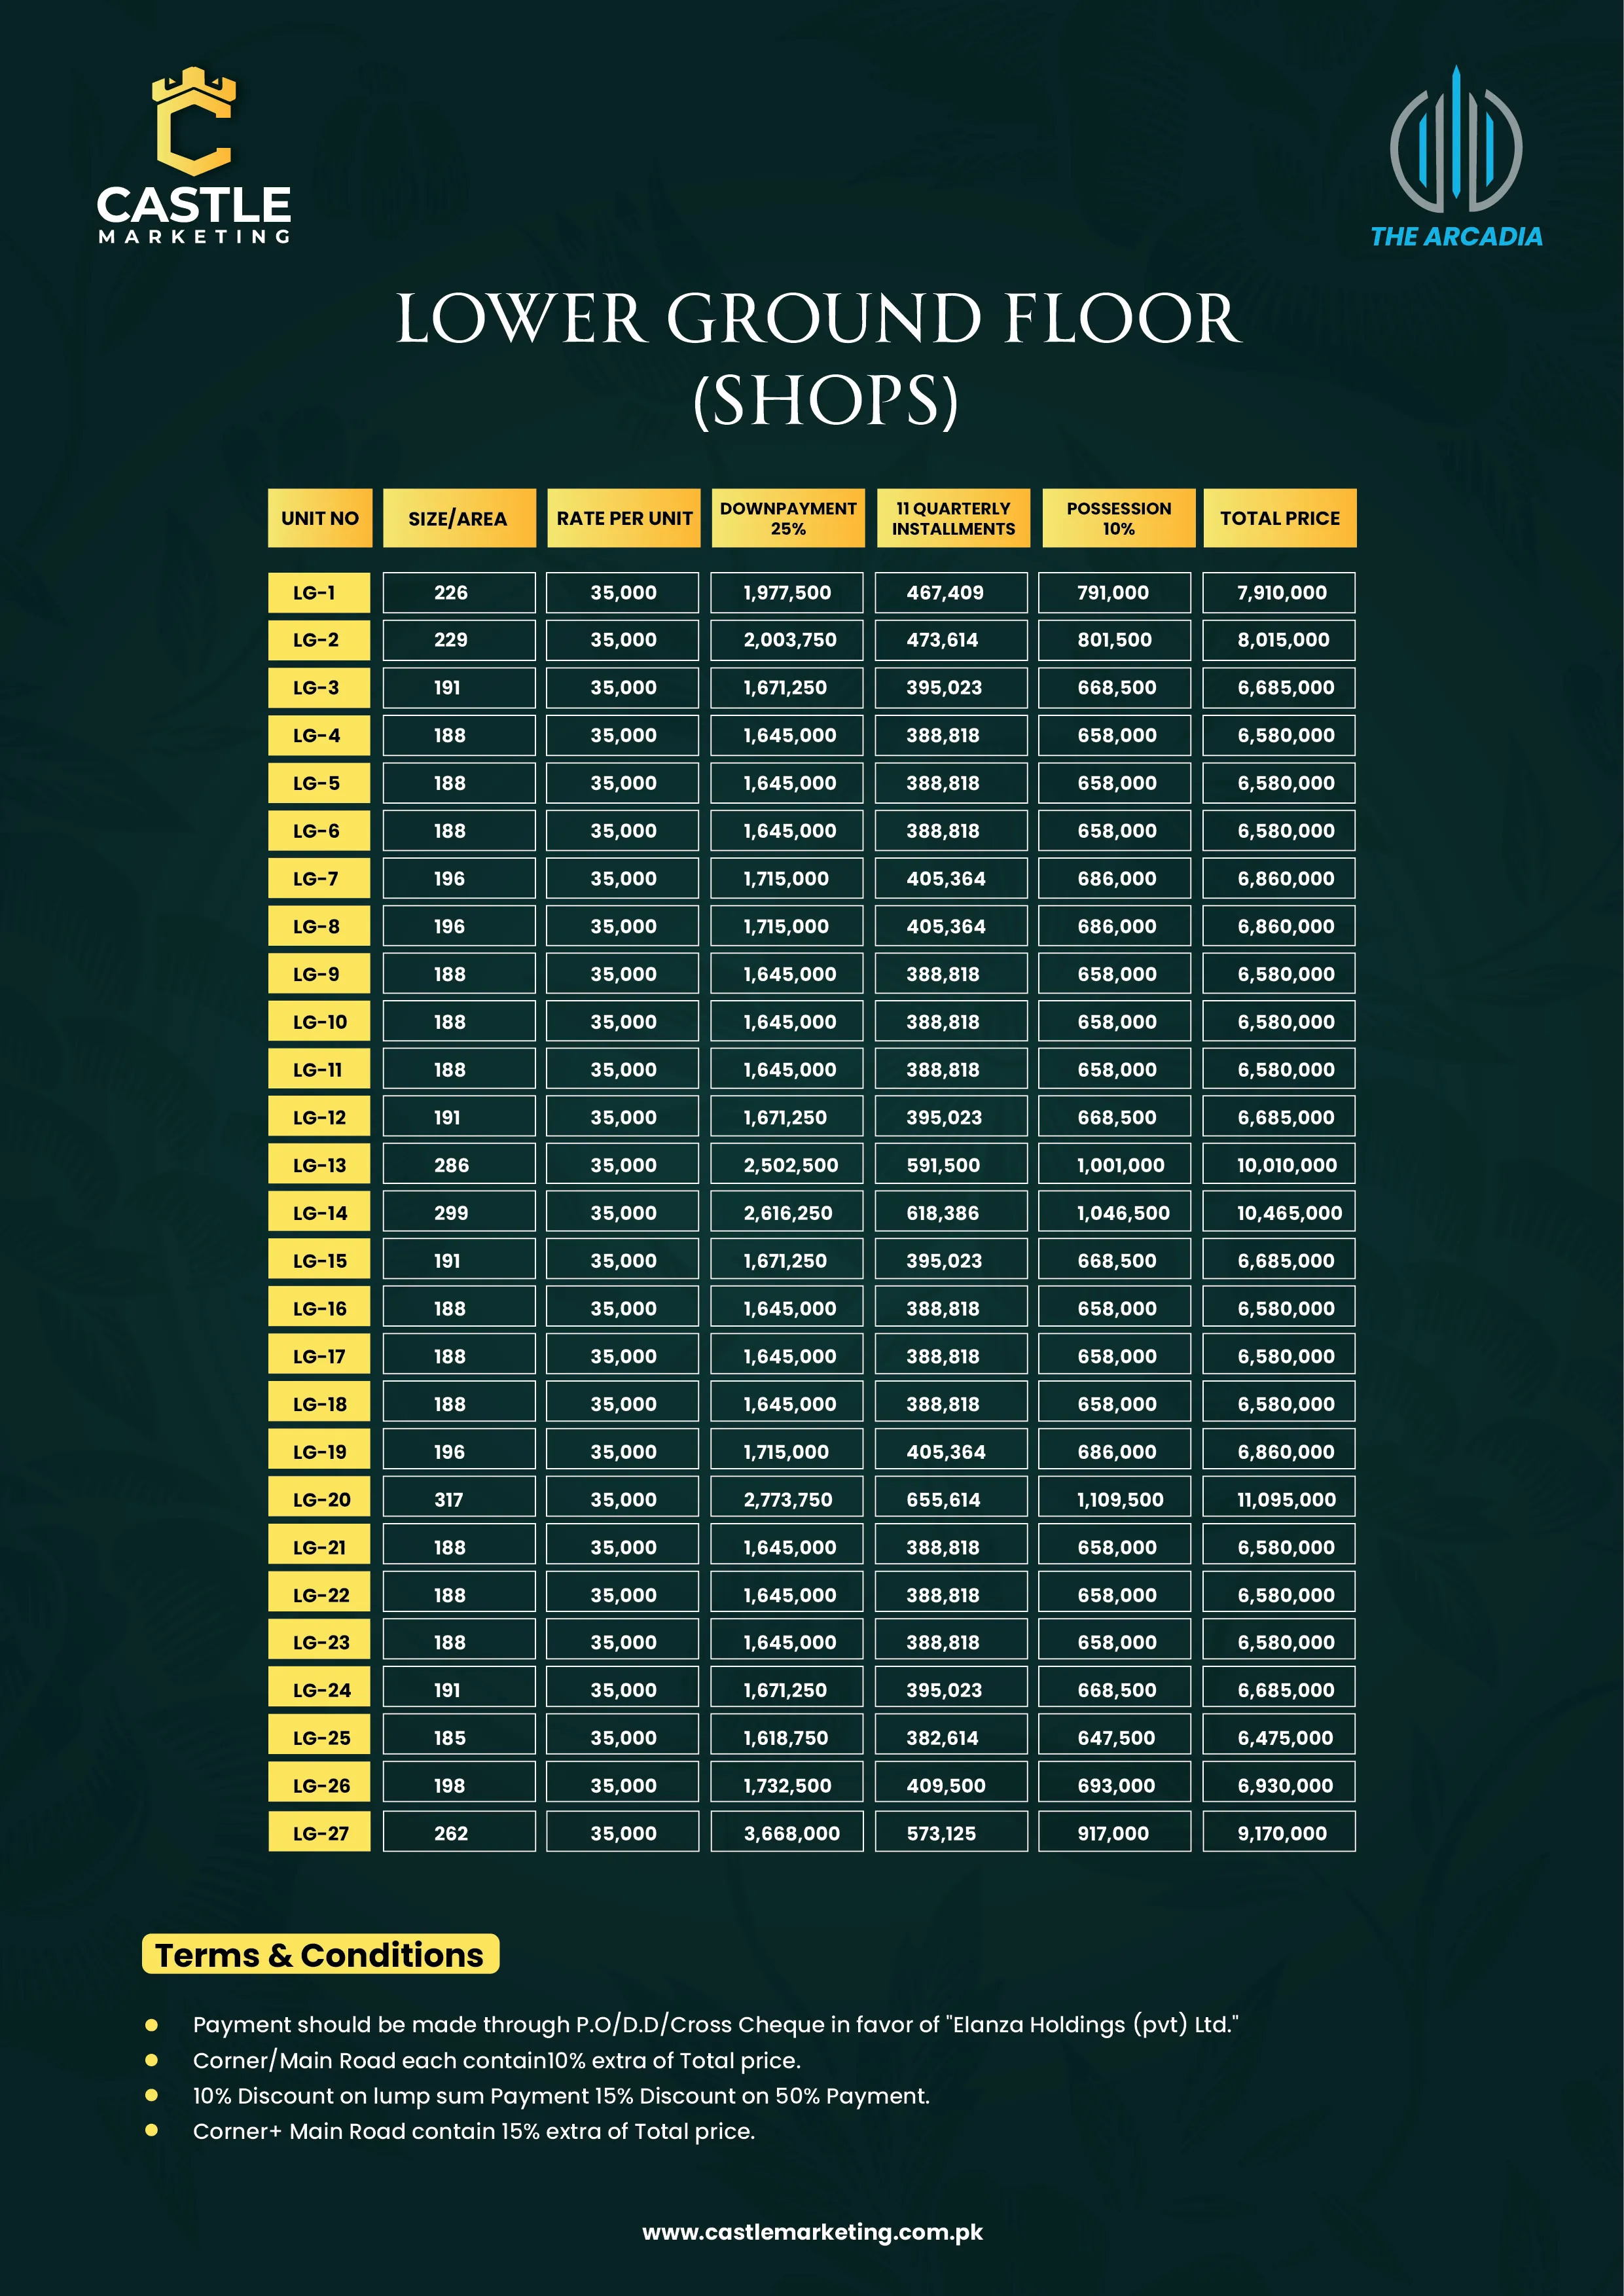 CASTLE
MARKETING
THE ARCADIA
LOWER GROUND FLOOR
(SHOPS)
UNIT NO SIZE/AREA RATE PER UNIT DOWNPAYMENT 25% 11 QUARTERLY INSTALLMENTS POSSESSION 10% TOTAL PRICE
LG-1 226 35,000 1,977,500 467,409 791,000 7,910,000
LG-2 229 35,000 2,003,750 473,614 801,500 8,015,000
LG-3 191 35,000 1,671,250 395,023 668,500 6,685,000
LG-4 188 35,000 1,645,000 388,818 658,000 6,580,000
LG-5 188 35,000 1,645,000 388,818 658,000 6,580,000
LG-6 188 35,000 1,645,000 388,818 658,000 6,580,000
LG-7 196 35,000 1,715,000 405,364 686,000 6,860,000
LG-8 196 35,000 1,715,000 405,364 686,000 6,860,000
LG-9 188 35,000 1,645,000 388,818 658,000 6,580,000
LG-10 188 35,000 1,645,000 388,818 658,000 6,580,000
LG-11 188 35,000 1,645,000 388,818 658,000 6,580,000
LG-12 191 35,000 1,671,250 395,023 668,500 6,685,000
LG-13 286 35,000 2,502,500 591,500 1,001,000 10,010,000
LG-14 299 35,000 2,616,250 618,386 1,046,500 10,465,000
LG-15 191 35,000 1,671,250 395,023 668,500 6,685,000
LG-16 188 35,000 1,645,000 388,818 658,000 6,580,000
LG-17 188 35,000 1,645,000 388,818 658,000 6,580,000
LG-18 188 35,000 1,645,000 388,818 658,000 6,580,000
LG-19 196 35,000 1,715,000 405,364 686,000 6,860,000
LG-20 317 35,000 2,773,750 655,614 1,109,500 11,095,000
LG-21 188 35,000 1,645,000 388,818 658,000 6,580,000
LG-22 188 35,000 1,645,000 388,818 658,000 6,580,000
LG-23 188 35,000 1,645,000 388,818 658,000 6,580,000
LG-24 191 35,000 1,671,250 395,023 668,500 6,685,000
LG-25 185 35,000 1,618,750 382,614 647,500 6,475,000
LG-26 198 35,000 1,732,500 409,500 693,000 6,930,000
LG-27 262 35,000 3,668,000 573,125 917,000 9,170,000
Terms & Conditions
Payment should be made through P.O/D.D/Cross Cheque in favor of "Elanza Holdings (pvt) Ltd."
Corner/Main Road each contain10% extra of Total price.
10% Discount on lump sum Payment 15% Discount on 50% Payment.
Corner+ Main Road contain 15% extra of Total price.
www.castlemarketing.com.pk